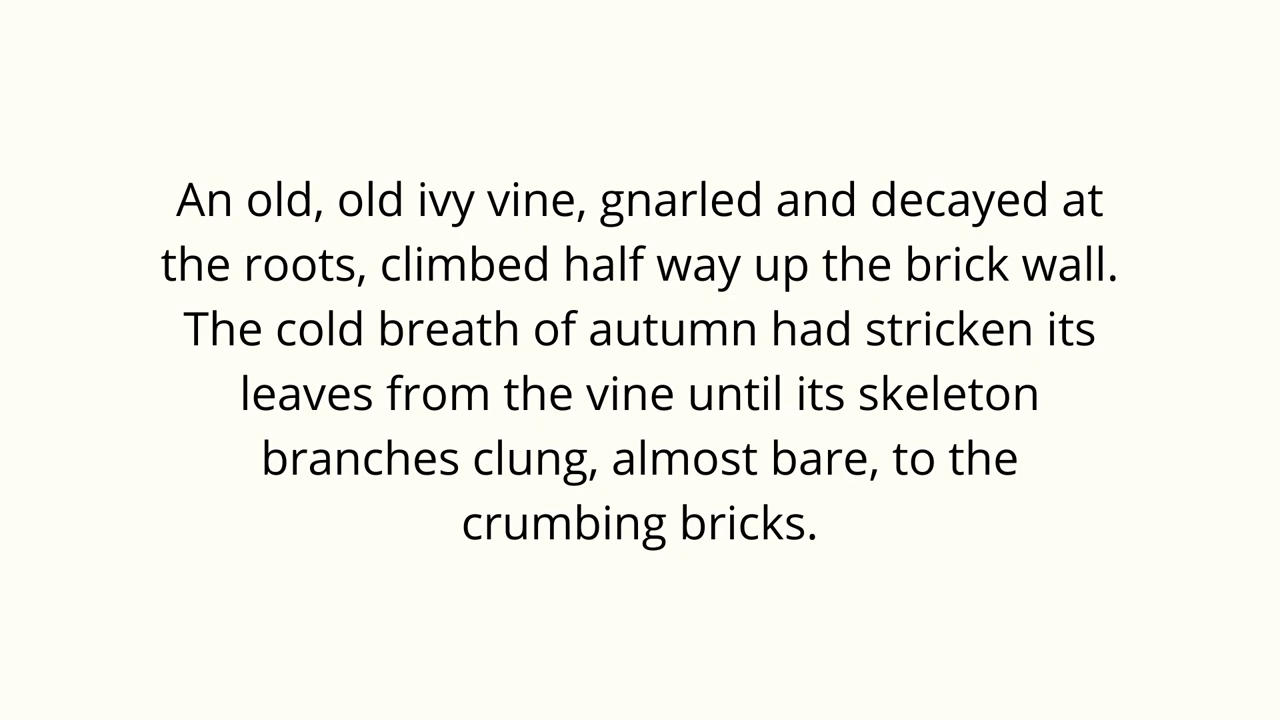 An old, old ivy vine, gnarled and decayed at
the roots, climbed half way up the brick wall.
The cold breath of autumn had stricken its
leaves from the vine until its skeleton
branches clung, almost bare, to the
crumbing bricks.